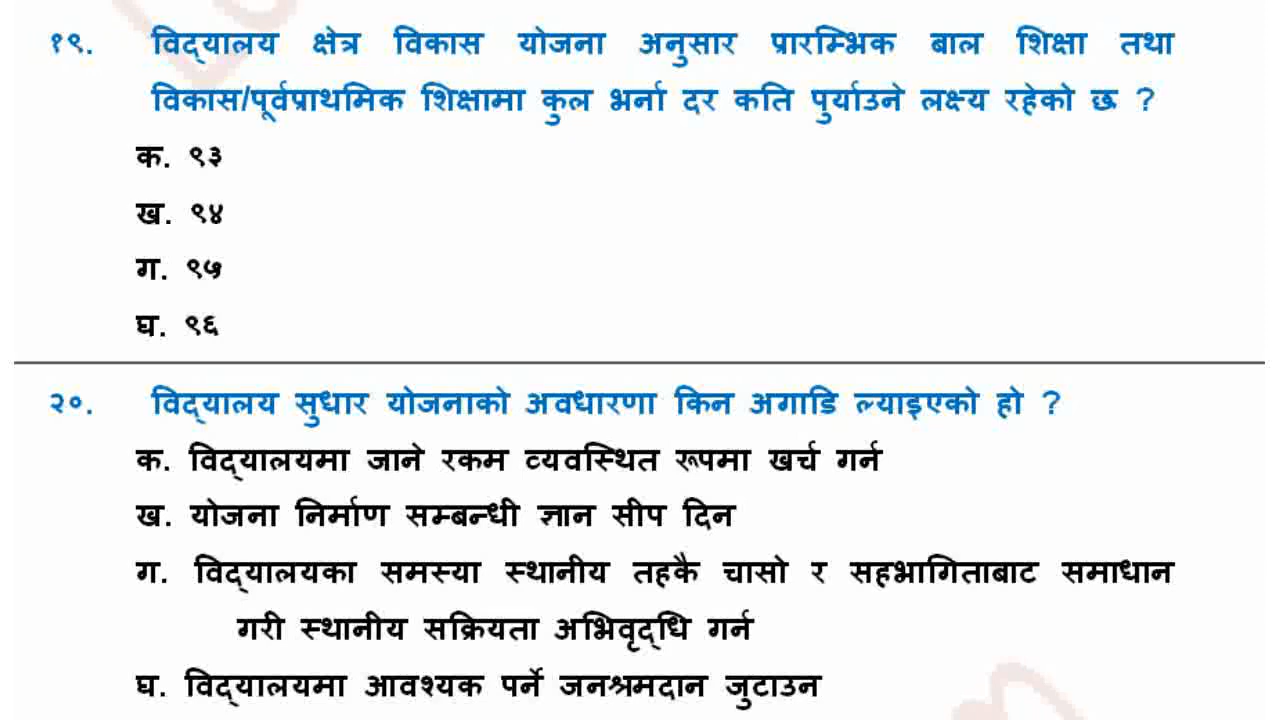 १९. विद्यालय क्षेत्र विकास योजना अनुसार प्रारम्भिक बाल शिक्षा तथा
विकास/पूर्वप्राथमिक शिक्षामा कुल भर्ना दर कति पुर्याउने लक्ष्य रहेको छ ?
क. ९३
ख. ९४
ग. ९५
घ. ९६
२०. विद्यालय सुधार योजनाको अवधारणा किन अगाडि ल्याइएको हो ?
क. विद्यालयमा जाने रकम व्यवस्थित रूपमा खर्च गर्न
ख. योजना निर्माण सम्बन्धी ज्ञान सीप दिन
ग. विद्यालयका समस्या स्थानीय तहकै चासो र सहभागिताबाट समाधान
गरी स्थानीय सक्रियता अभिवृद्धि गर्न
घ. विद्यालयमा आवश्यक पर्ने जनश्रमदान जुटाउन